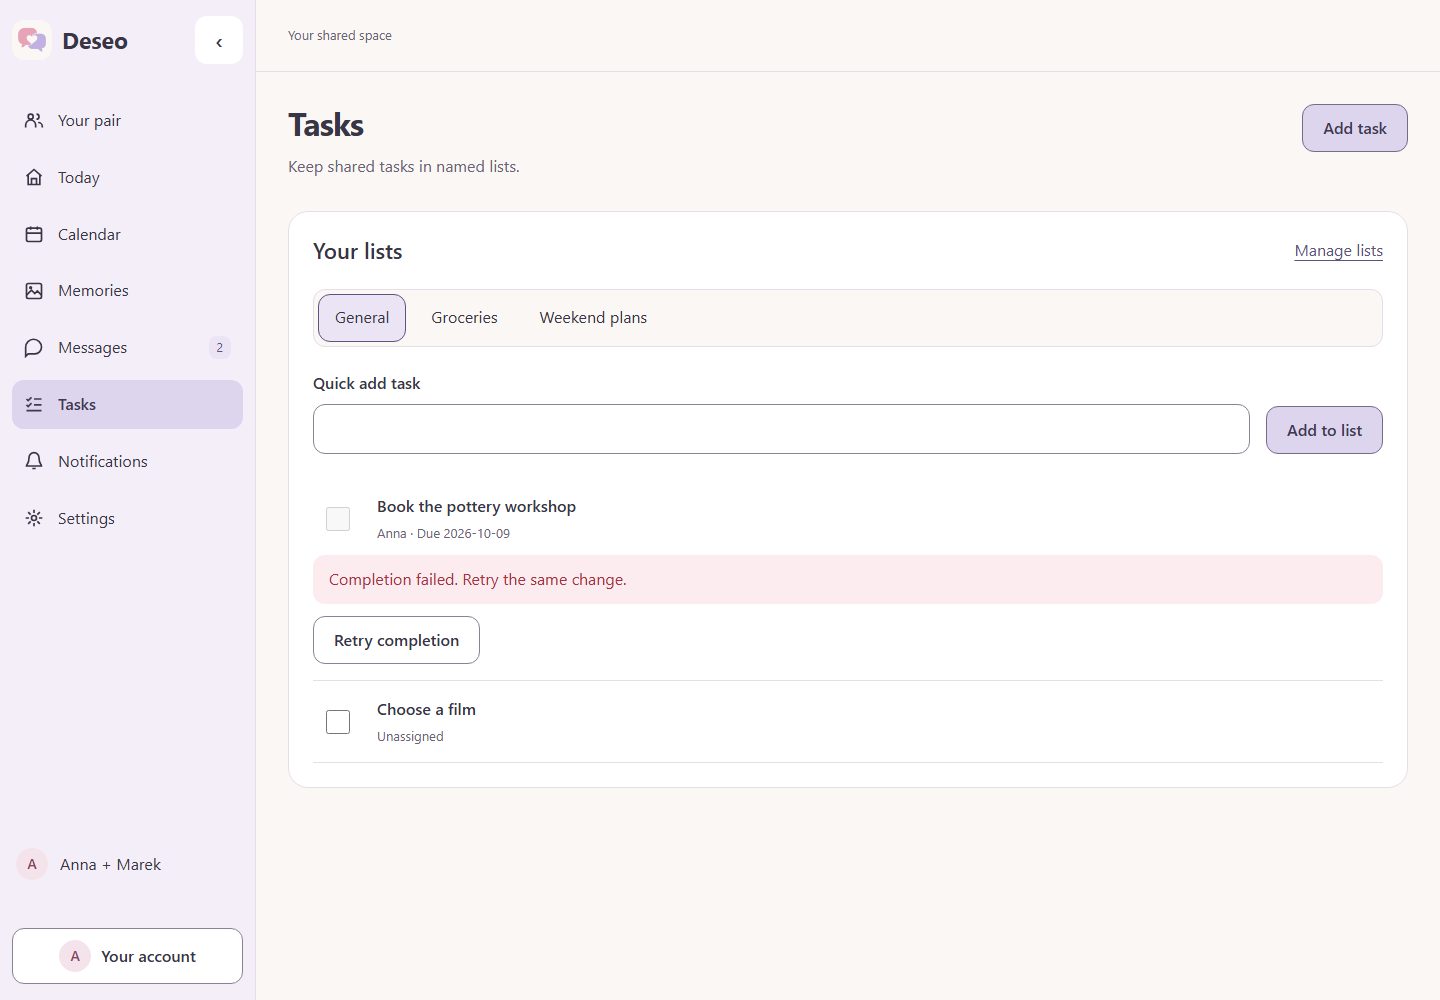 Deseo
‹
Your pair
Today
Calendar
Memories
Messages
2
Tasks
Notifications
Settings
A
Anna + Marek
A
Your account
Your shared space
Tasks
Keep shared tasks in named lists.
Add task
Your lists
Manage lists
General
Groceries
Weekend plans
Quick add task
Add to list
Book the pottery workshop
Anna · Due 2026-10-09
Completion failed. Retry the same change.
Retry completion
Choose a film
Unassigned